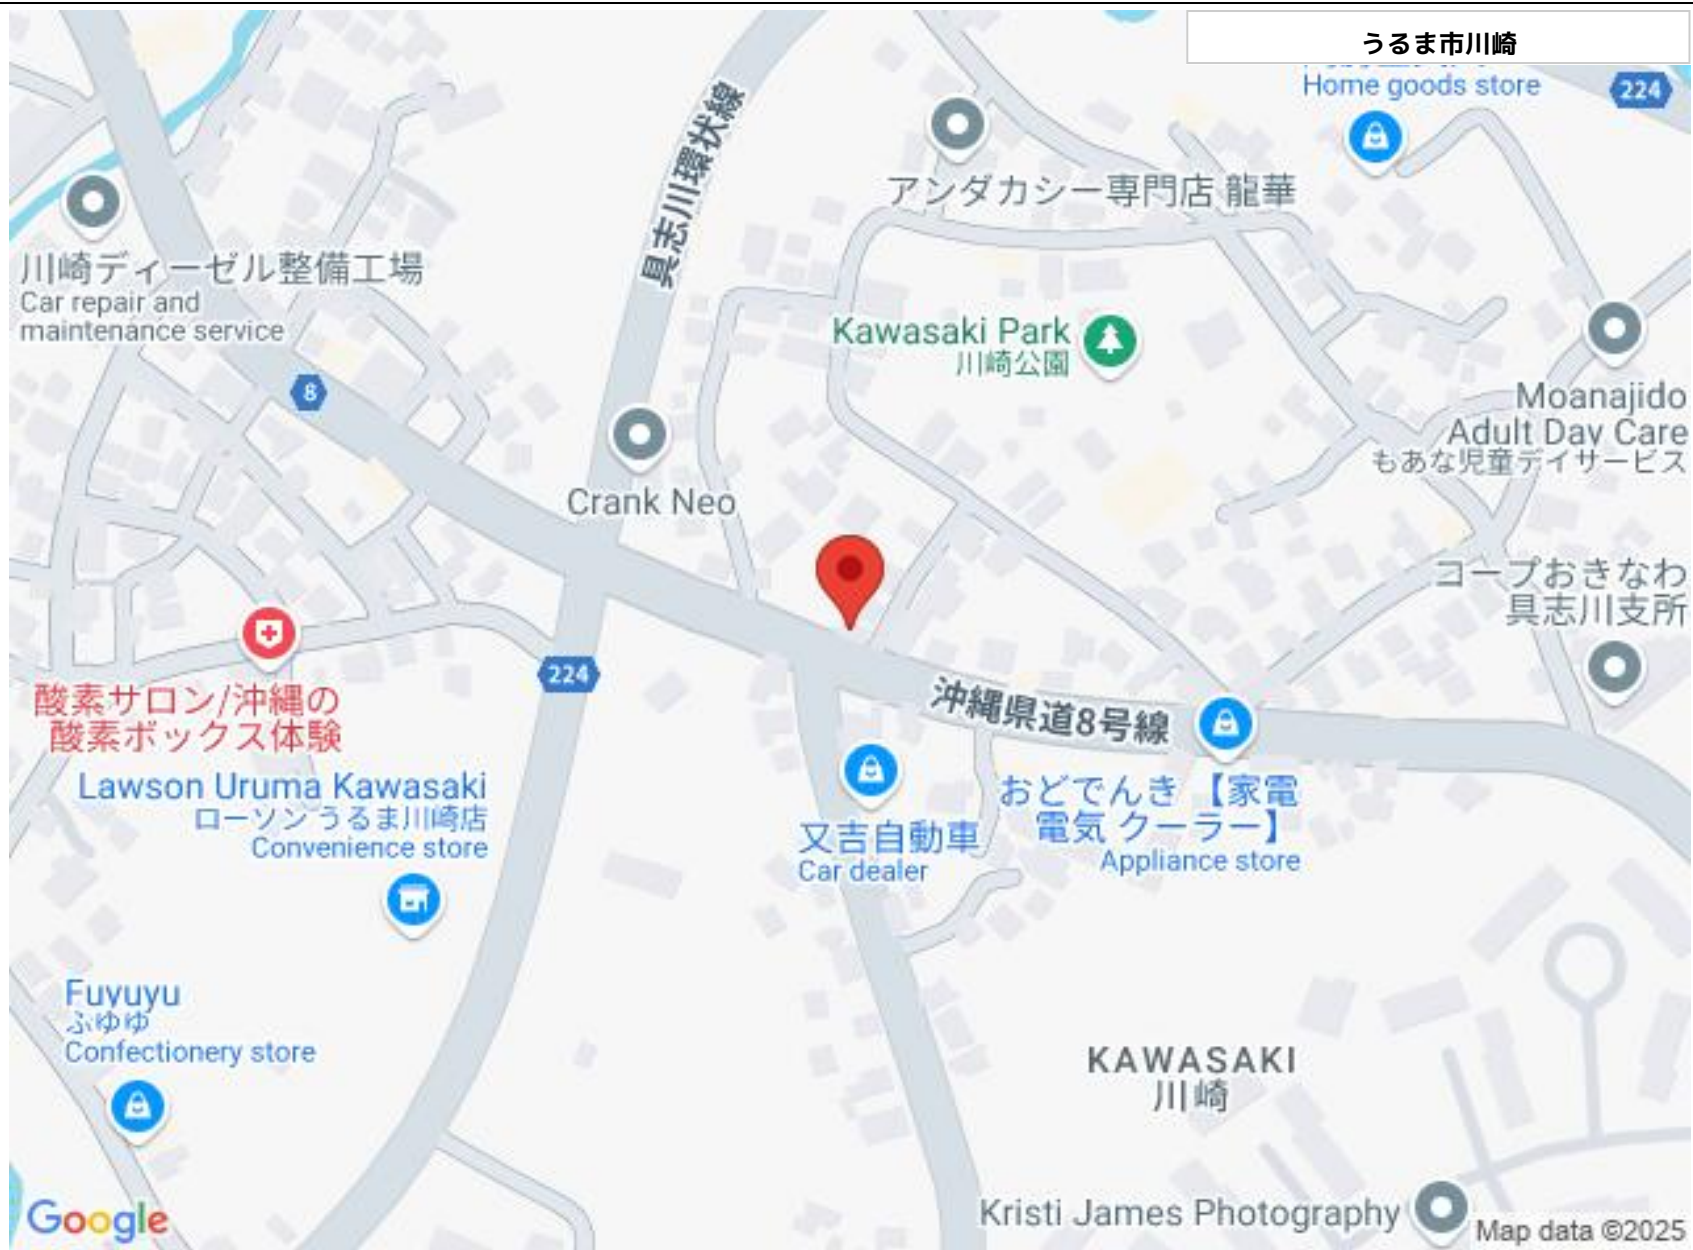 うるま市川崎
Home goods store
224
具志川環状線
アンダカシー専門店 龍華
川崎ディーゼル整備工場
Car repair and
maintenance service
Kawasaki Park
川崎公園
8
Moanajido
Adult Day Care
もあな児童デイサービス
Crank Neo
コープおきなわ
具志川支所
224
酸素サロン/沖縄の
酸素ボックス体験
沖縄県道8号線
Lawson Uruma Kawasaki
ローソン うるま川崎店
Convenience store
おどでんき 【家電
電気 クーラー】
Appliance store
又吉自動車
Car dealer
Fuyuyu
ふゆゆ
Confectionery store
KAWASAKI
川崎
Kristi James Photography
Google
Map data ©2025